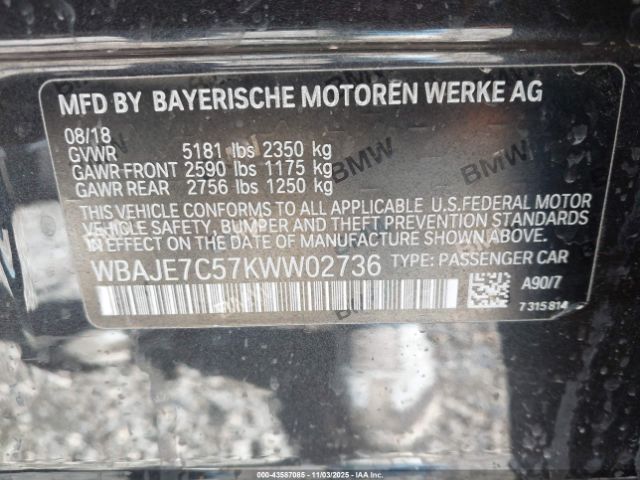 MFD BY BAYERISCHE MOTOREN WERKE AG
08/18
GVWR 5181 lbs 2350 kg
GAWR FRONT 2590 lbs 1175 kg
GAWR REAR 2756 lbs 1250 kg
THIS VEHICLE CONFORMS TO ALL APPLICABLE U.S.FEDERAL MOTOR
VEHICLE SAFETY, BUMPER AND THEFT PREVENTION STANDARDS
IN EFFECT ON THE DATE OF MANUFACTURE SHOWN ABOVE.
WBAJE7C57KWW02736 TYPE: PASSENGER CAR
A90/7
7 315 814
000-43587085 - 11/03/2025 - IAAI.COM